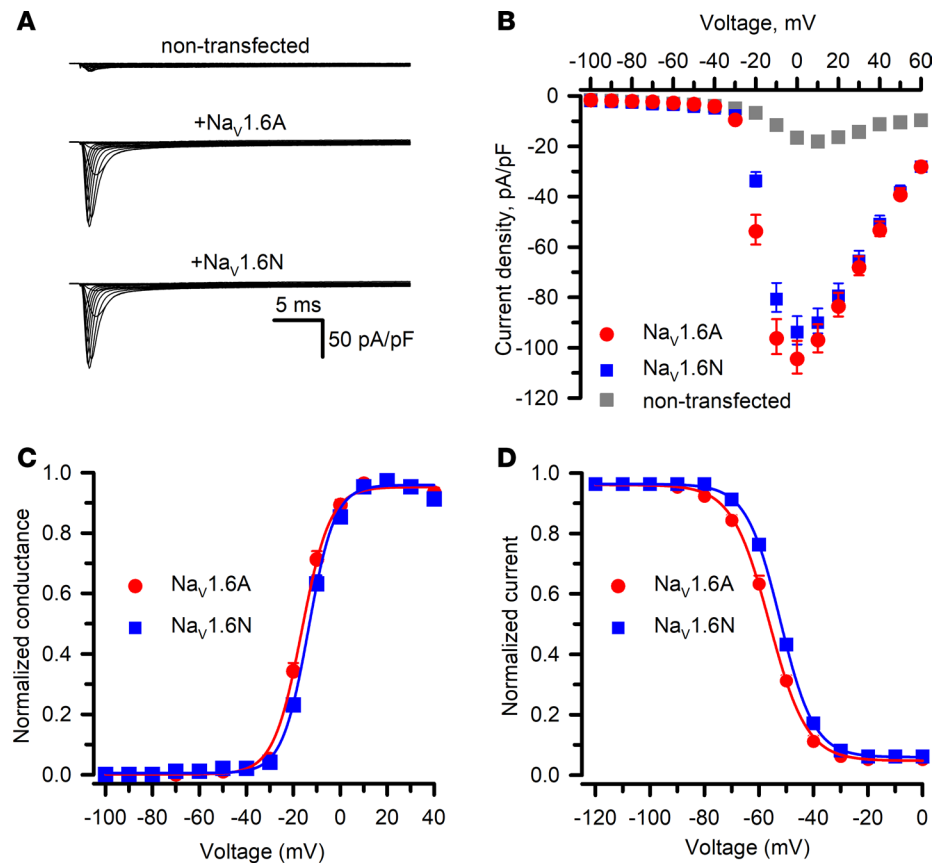 A
non-transfected
+NaV1.6A
+NaV1.6N
5 ms
50 pA/pF
B
Voltage, mV
-100 -80 -60 -40 -20 0 20 40 60
0
-20
-40
-60
-80
-100
-120
Current density, pA/pF
NaV1.6A
NaV1.6N
non-transfected
C
1.0
0.8
0.6
0.4
0.2
0.0
Normalized conductance
NaV1.6A
NaV1.6N
-100 -80 -60 -40 -20 0 20 40
Voltage (mV)
D
1.0
0.8
0.6
0.4
0.2
0.0
Normalized current
NaV1.6A
NaV1.6N
-120 -100 -80 -60 -40 -20 0
Voltage (mV)